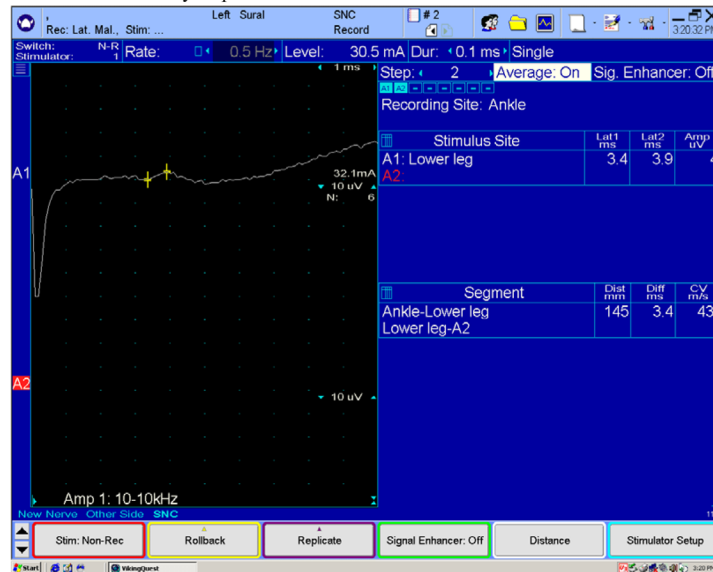 Left Sural SNC # 2
, Rec: Lat. Mal., Stim: ... Record 3:20:32 PM
Switch: N-R Rate: 0.5 Hz Level: 30.5 mA Dur: 0.1 ms Single
Stimulator: 1
1 ms Step: 2 Average: On Sig. Enhancer: Off
A1 A2
Recording Site: Ankle
Stimulus Site Lat1 ms Lat2 ms Amp uV
A1: Lower leg 3.4 3.9 4
A2:
A1 32.1mA
10 uV
N: 6
Segment Dist mm Diff ms CV m/s
Ankle-Lower leg 145 3.4 43
Lower leg-A2
A2 10 uV
Amp 1: 10-10kHz
New Nerve Other Side SNC
Stim: Non-Rec Rollback Replicate Signal Enhancer: Off Distance Stimulator Setup
Start VikingQuest 3:20 PM